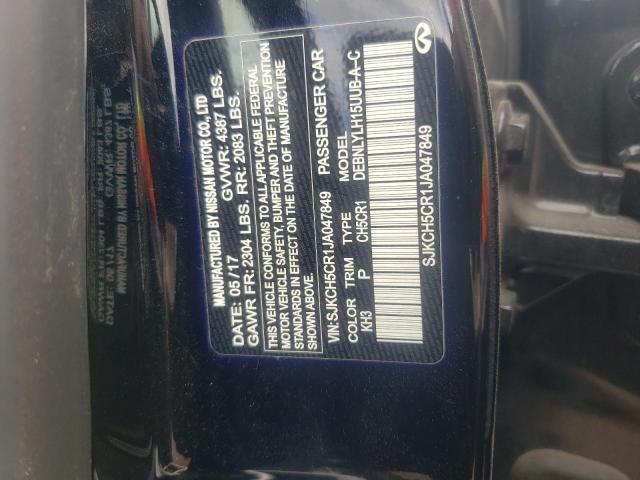 MANUFACTURED BY NISSAN MOTOR CO., LTD
DATE: 05/17 GVWR: 4387 LBS.
GAWR FR: 2304 LBS. RR: 2083 LBS.
THIS VEHICLE CONFORMS TO ALL APPLICABLE FEDERAL
MOTOR VEHICLE SAFETY, BUMPER AND THEFT PREVENTION
STANDARDS IN EFFECT ON THE DATE OF MANUFACTURE
SHOWN ABOVE.
VIN:SJKCH5CR1JA047849 PASSENGER CAR
COLOR TRIM TYPE MODEL
KH3 P CH5CR1 DEBNLYLH15UUB-A-C
SJKCH5CR1JA047849